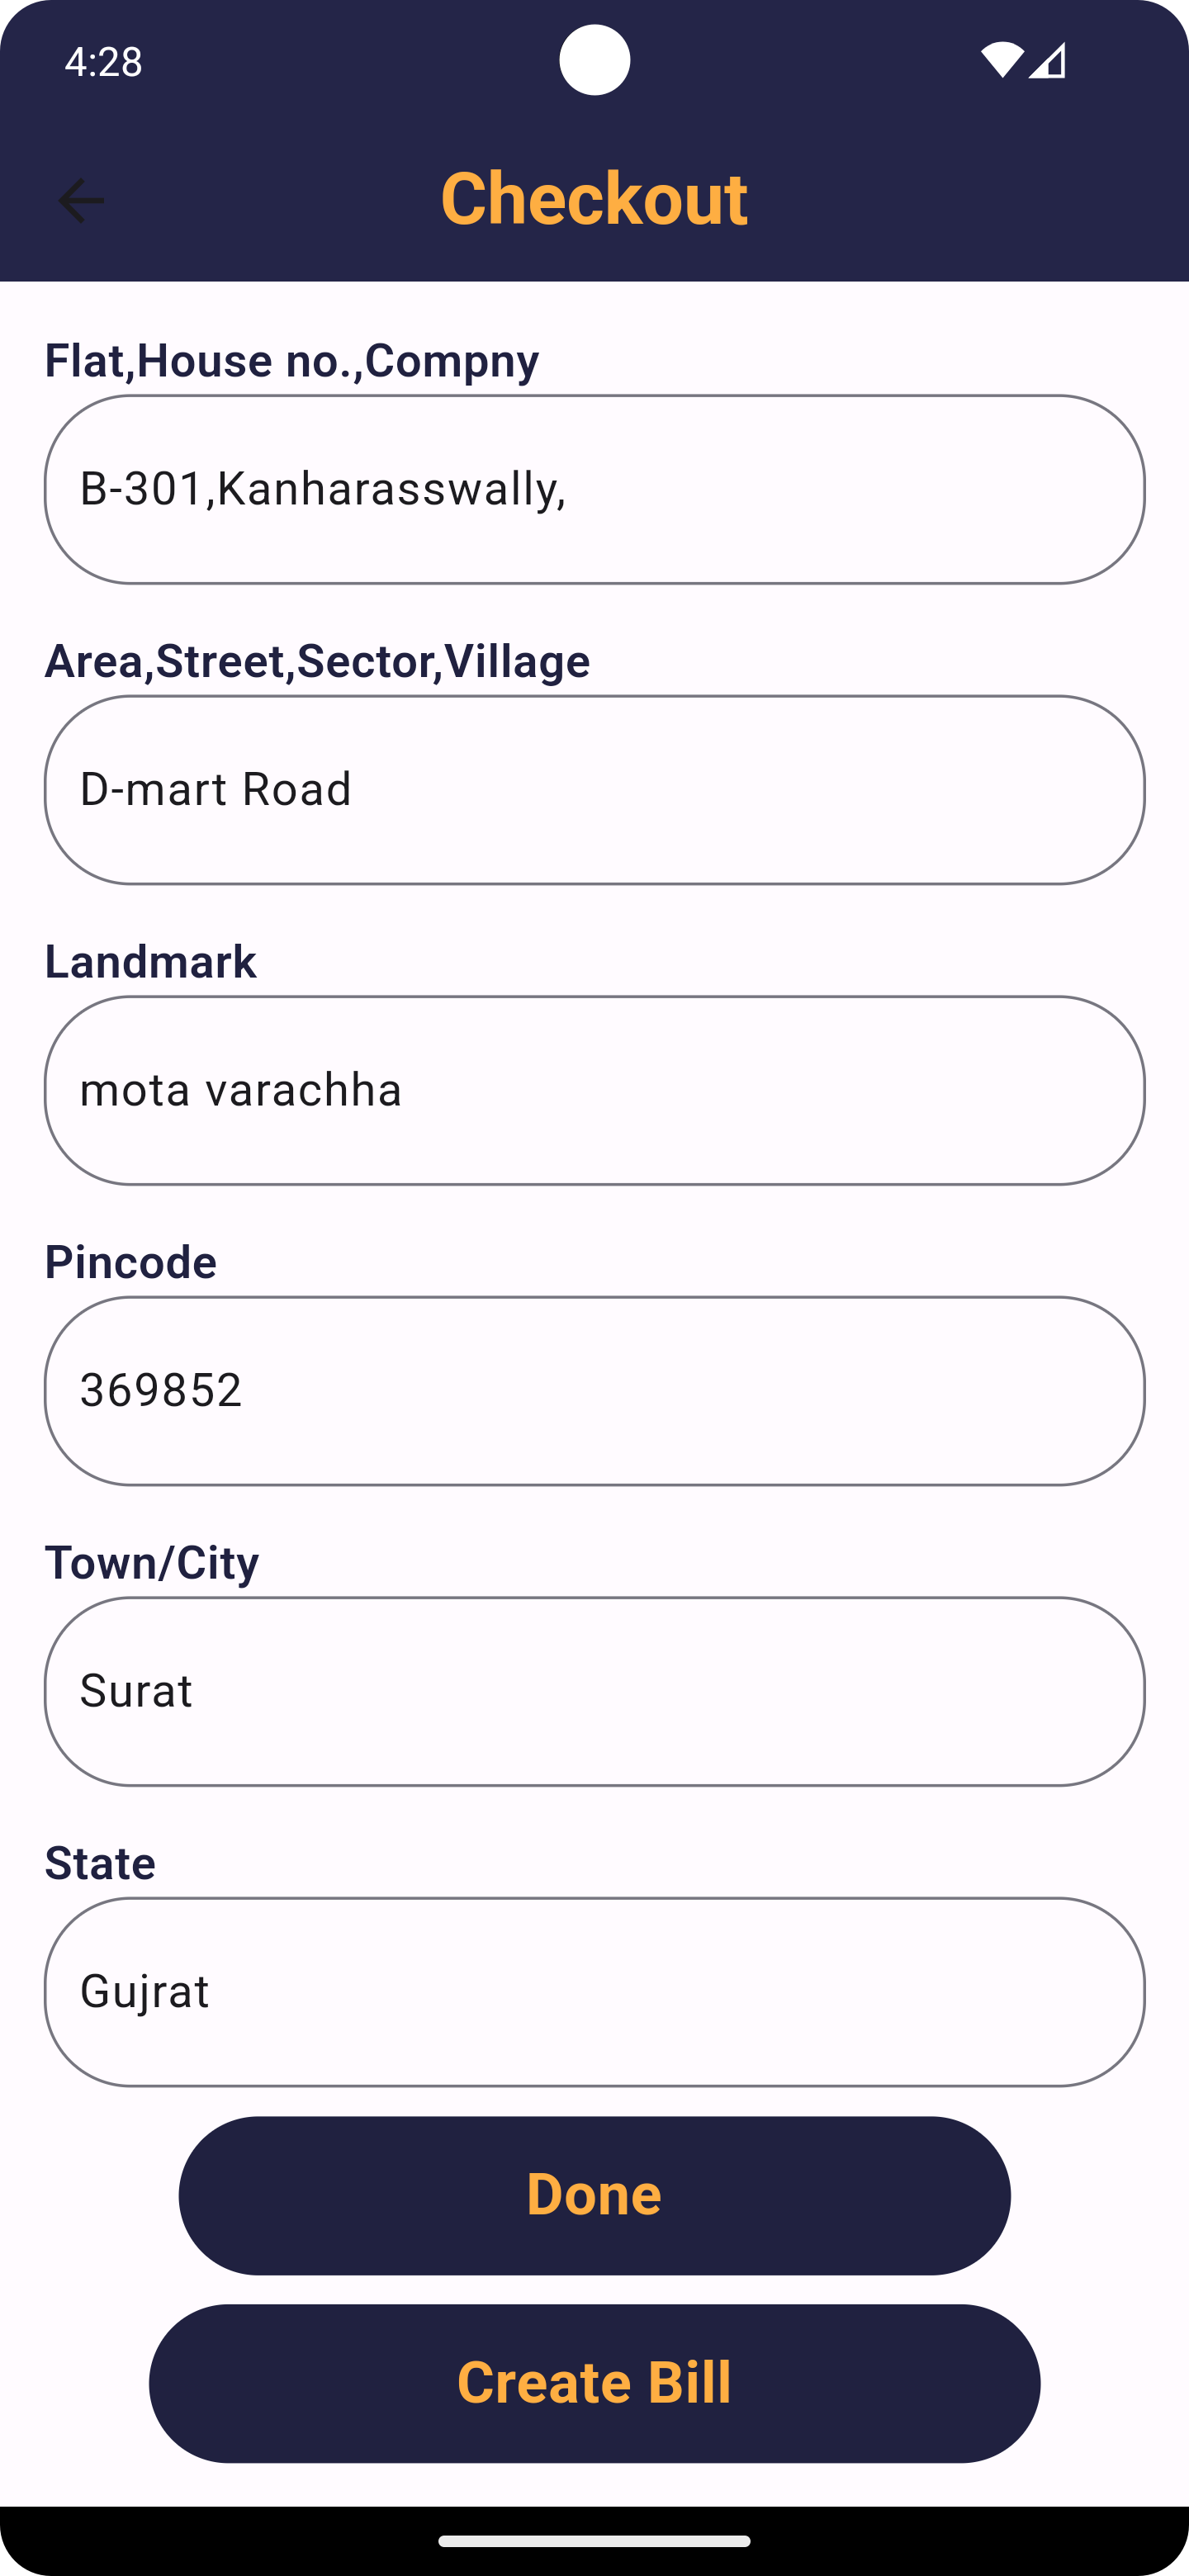 4:28
Checkout
Flat,House no.,Compny
B-301,Kanharasswally,
Area,Street,Sector,Village
D-mart Road
Landmark
mota varachha
Pincode
369852
Town/City
Surat
State
Gujrat
Done
Create Bill